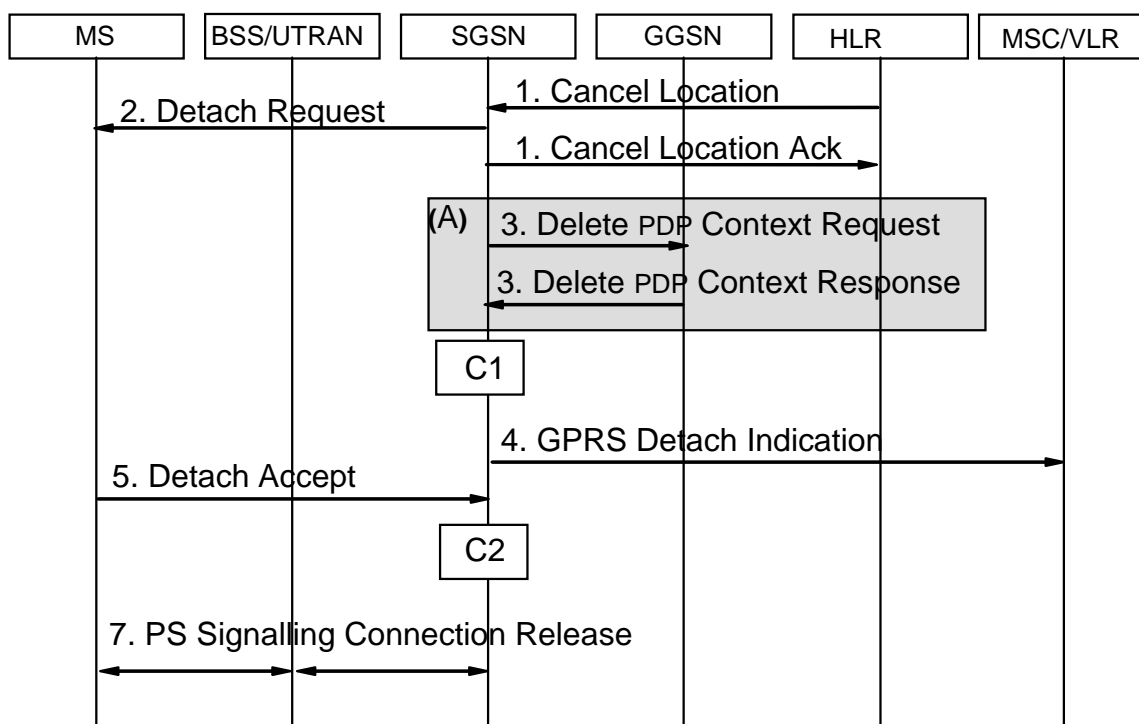 MS BSS/UTRAN SGSN GGSN HLR MSC/VLR
1. Cancel Location
2. Detach Request
1. Cancel Location Ack
(A) 3. Delete PDP Context Request
3. Delete PDP Context Response
C1
4. GPRS Detach Indication
5. Detach Accept
C2
7. PS Signalling Connection Release